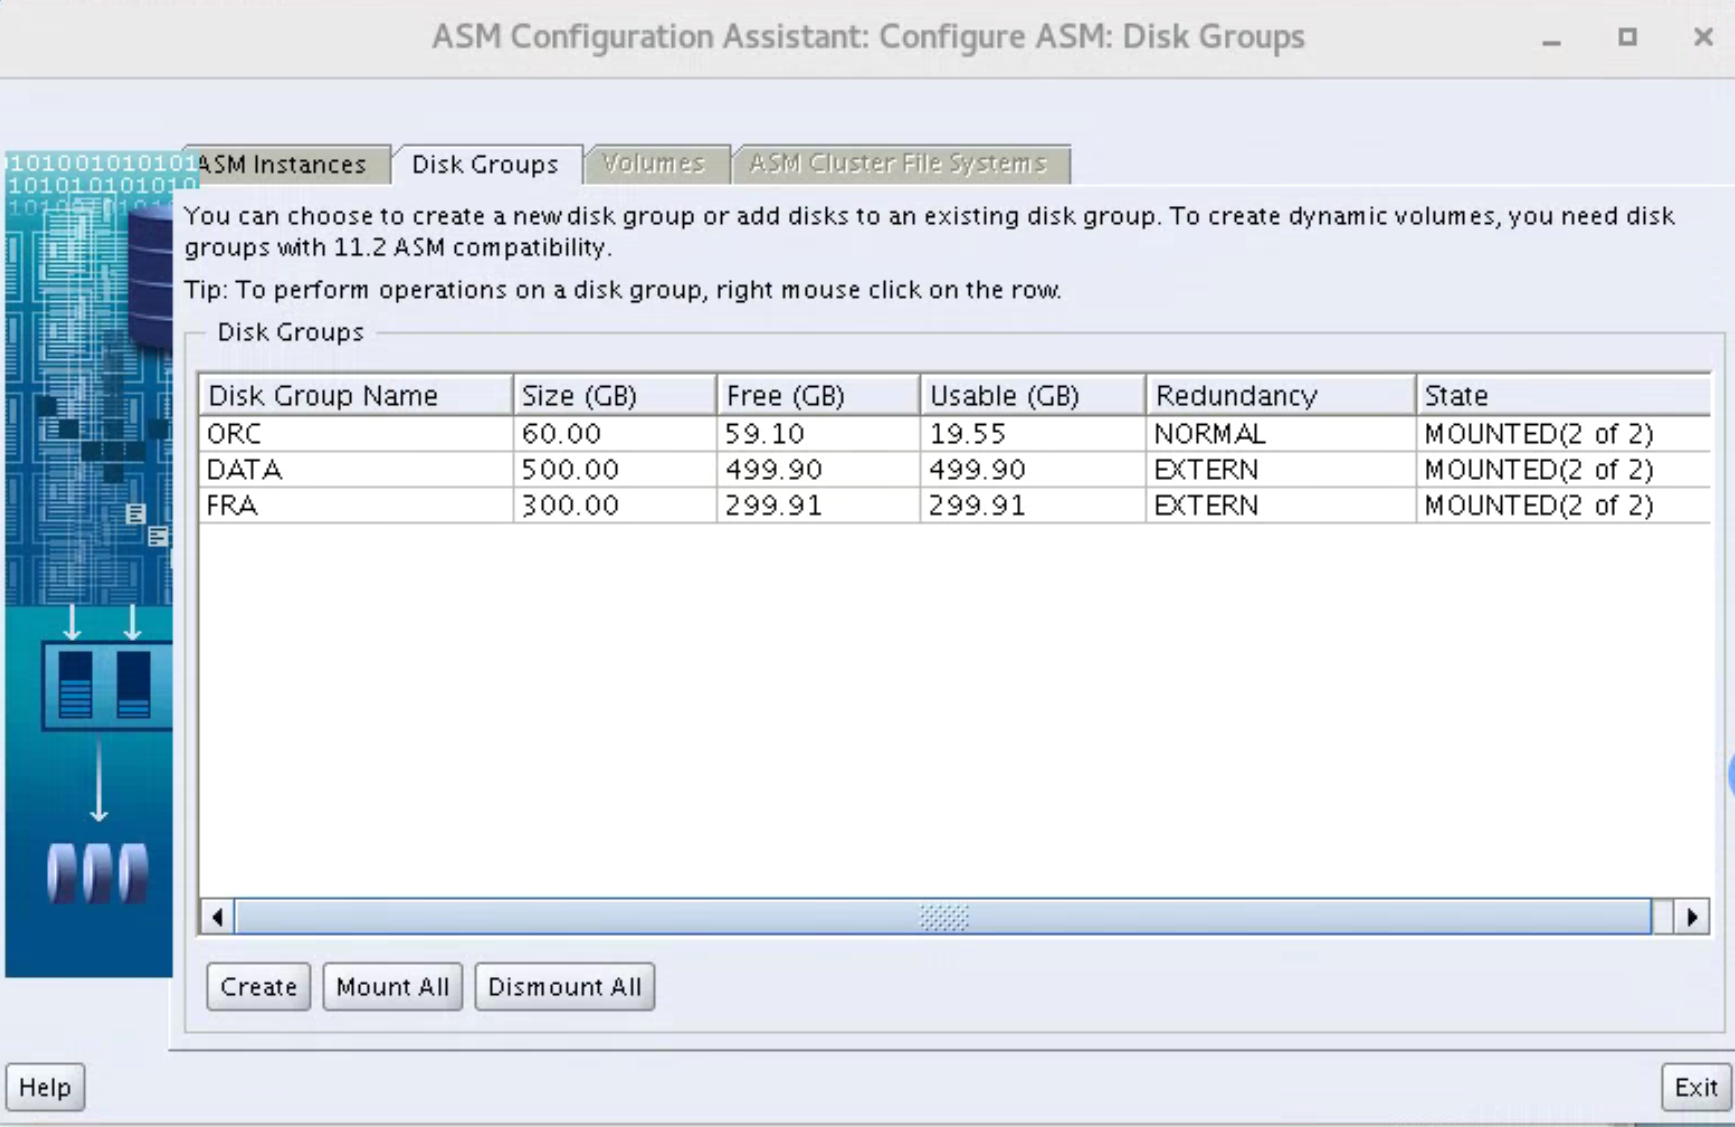 ASM Configuration Assistant: Configure ASM: Disk Groups
ASM Instances
Disk Groups
Volumes
ASM Cluster File Systems
You can choose to create a new disk group or add disks to an existing disk group. To create dynamic volumes, you need disk
groups with 11.2 ASM compatibility.
Tip: To perform operations on a disk group, right mouse click on the row.
Disk Groups
Disk Group Name Size (GB) Free (GB) Usable (GB) Redundancy State
ORC 60.00 59.10 19.55 NORMAL MOUNTED(2 of 2)
DATA 500.00 499.90 499.90 EXTERN MOUNTED(2 of 2)
FRA 300.00 299.91 299.91 EXTERN MOUNTED(2 of 2)
Create Mount All Dismount All
Help Exit